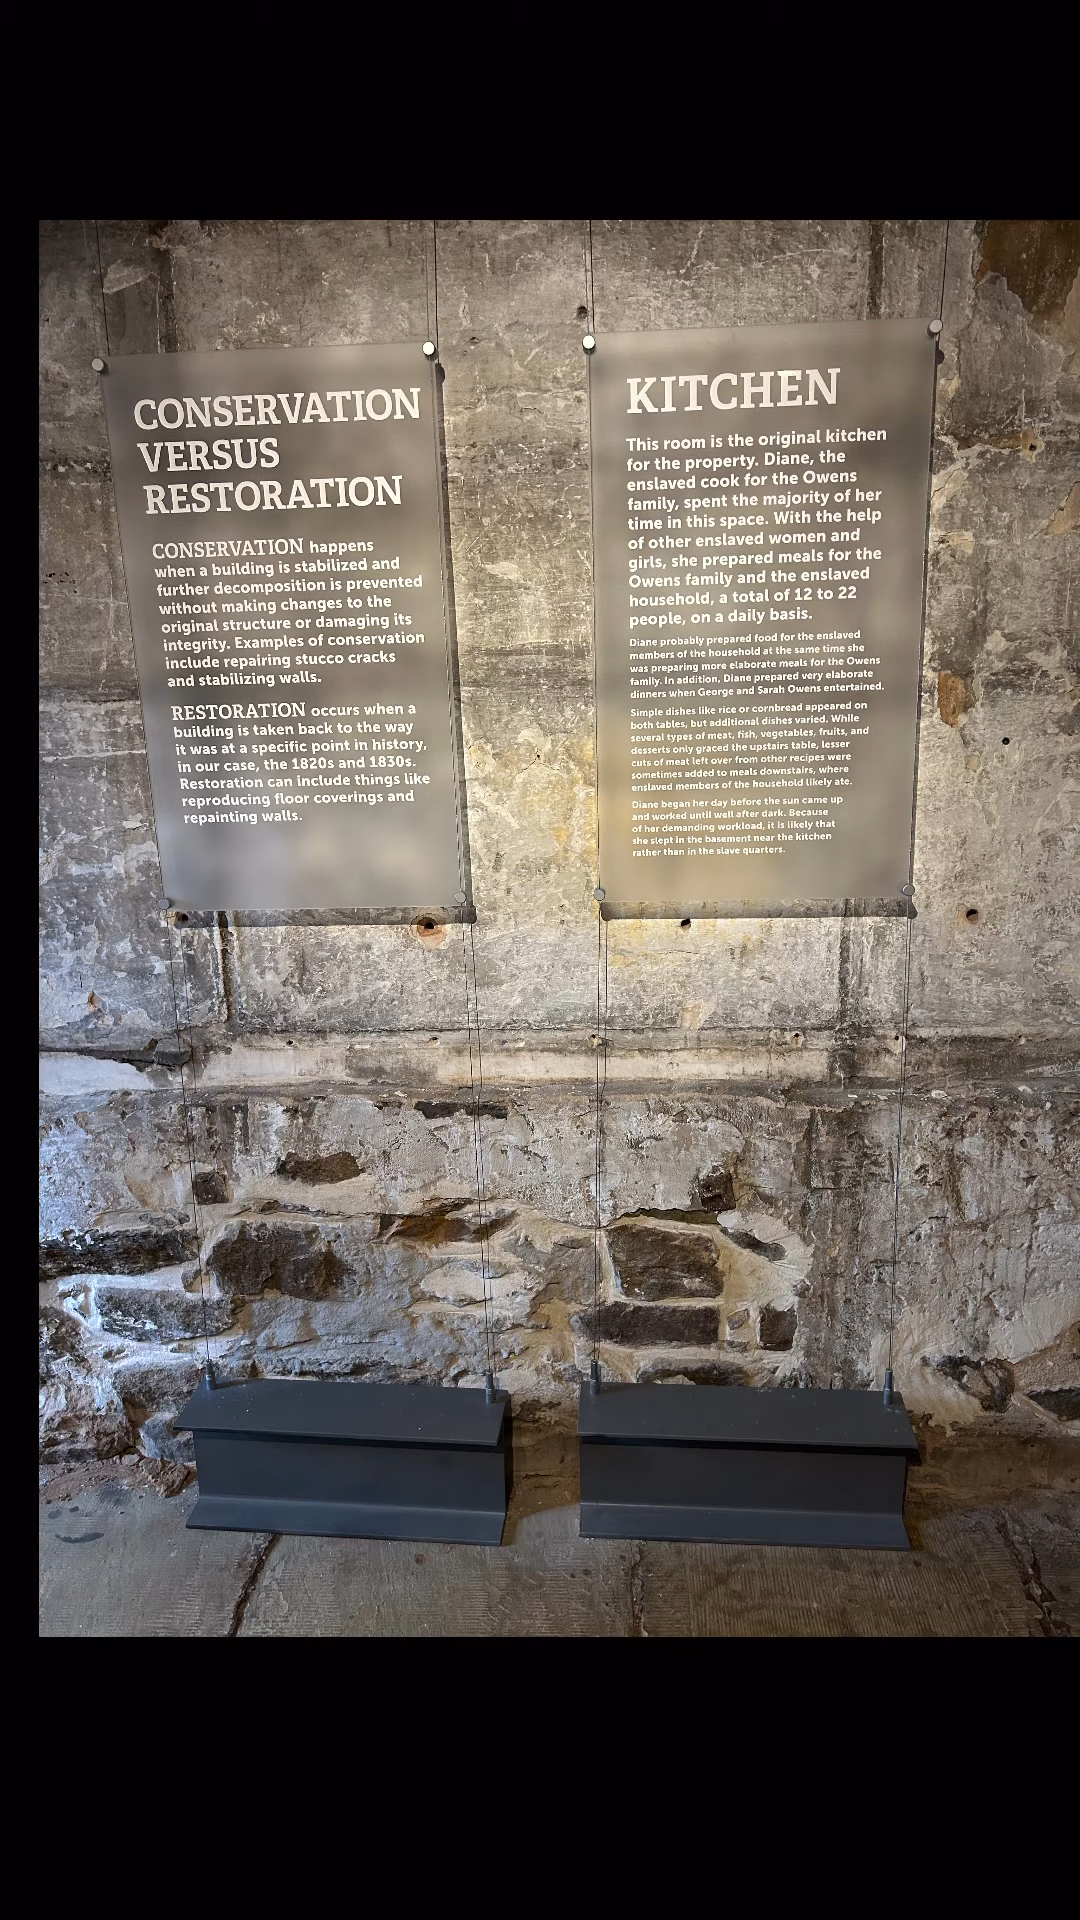 CONSERVATION
VERSUS
RESTORATION
CONSERVATION happens
when a building is stabilized and
further decomposition is prevented
without making changes to the
original structure or damaging its
integrity. Examples of conservation
include repairing stucco cracks
and stabilizing walls.
RESTORATION occurs when a
building is taken back to the way
it was at a specific point in history,
in our case, the 1820s and 1830s.
Restoration can include things like
reproducing floor coverings and
repainting walls.
KITCHEN
This room is the original kitchen
for the property. Diane, the
enslaved cook for the Owens
family, spent the majority of her
time in this space. With the help
of other enslaved women and
girls, she prepared meals for the
Owens family and the enslaved
household, a total of 12 to 22
people, on a daily basis.
Diane probably prepared food for the enslaved
members of the household at the same time she
was preparing more elaborate meals for the Owens
family. In addition, Diane prepared very elaborate
dinners when George and Sarah Owens entertained.
Simple dishes like rice or cornbread appeared on
both tables, but additional dishes varied. While
several types of meat, fish, vegetables, fruits, and
desserts only graced the upstairs table, lesser
cuts of meat left over from other recipes were
sometimes added to meals downstairs, where
enslaved members of the household likely ate.
Diane began her day before the sun came up
and worked until well after dark. Because
of her demanding workload, it is likely that
she slept in the basement near the kitchen
rather than in the slave quarters.